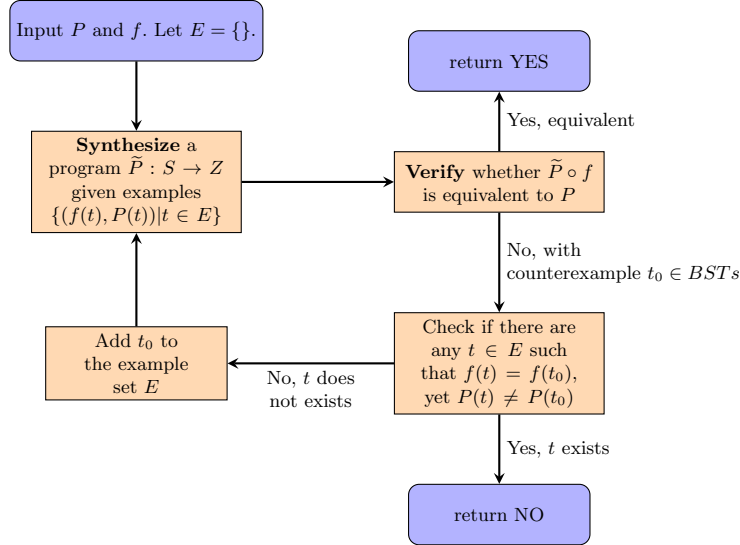 Input P and f. Let E = {}.
return YES
Yes, equivalent
Synthesize a
program P̃ : S → Z
given examples
{(f(t), P(t))|t ∈ E}
Verify whether P̃ ∘ f
is equivalent to P
No, with
counterexample t₀ ∈ BSTs
Add t₀ to
the example
set E
No, t does
not exists
Check if there are
any t ∈ E such
that f(t) = f(t₀),
yet P(t) ≠ P(t₀)
Yes, t exists
return NO